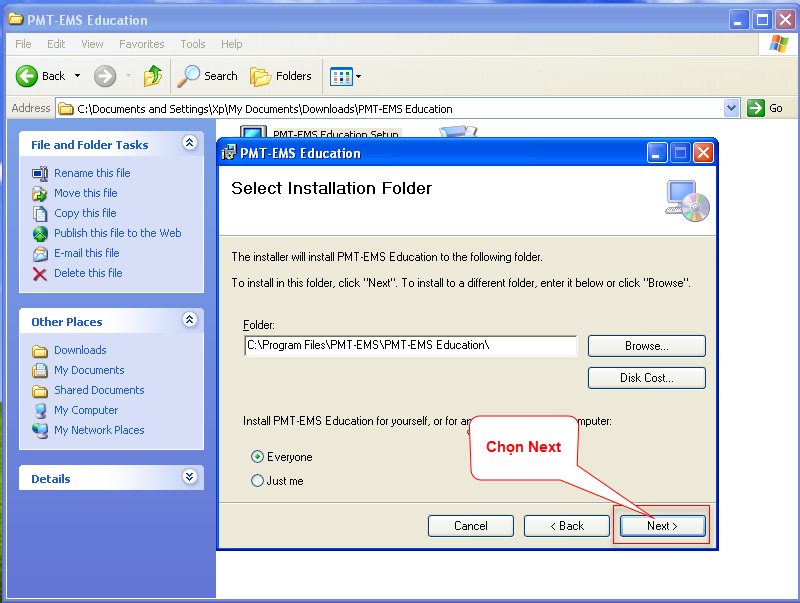 PMT-EMS Education
File Edit View Favorites Tools Help
Back Search Folders
Address C:\Documents and Settings\Xp\My Documents\Downloads\PMT-EMS Education Go
File and Folder Tasks
Rename this file
Move this file
Copy this file
Publish this file to the Web
E-mail this file
Delete this file
Other Places
Downloads
My Documents
Shared Documents
My Computer
My Network Places
Details
PMT-EMS Education Setup
PMT-EMS Education
Select Installation Folder
The installer will install PMT-EMS Education to the following folder.
To install in this folder, click "Next". To install to a different folder, enter it below or click "Browse".
Folder:
C:\Program Files\PMT-EMS\PMT-EMS Education\
Browse...
Disk Cost...
Install PMT-EMS Education for yourself, or for
Chọn Next
Everyone
Just me
Cancel < Back Next >